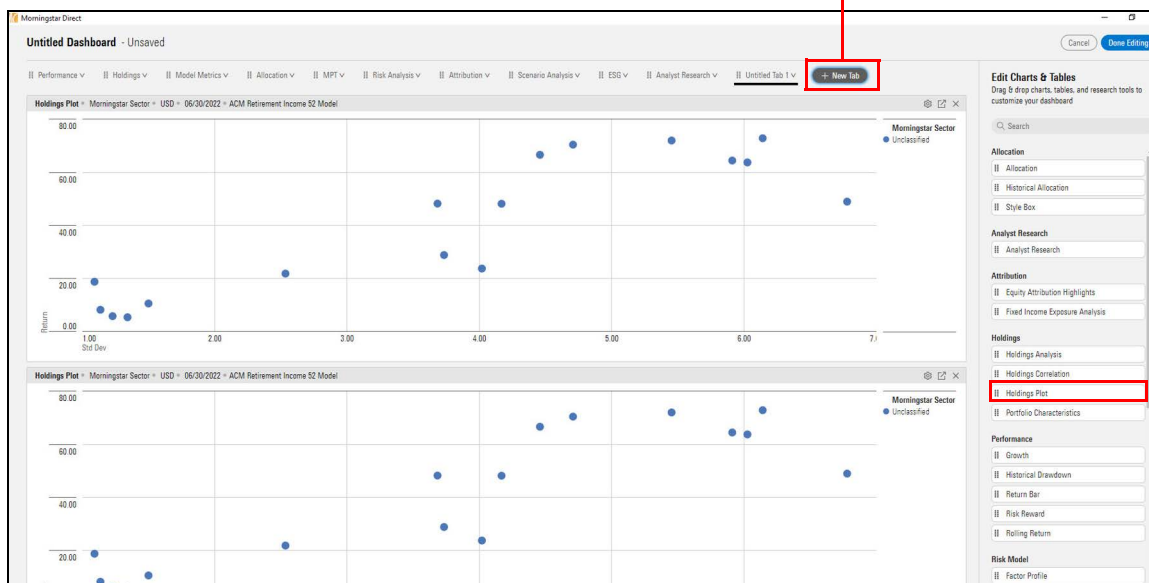 Morningstar Direct
Untitled Dashboard - Unsaved
Cancel
Done Editing
Performance
Holdings
Model Metrics
Allocation
MPT
Risk Analysis
Attribution
Scenario Analysis
ESG
Analyst Research
Untitled Tab 1
+ New Tab
Holdings Plot Morningstar Sector USD 06/30/2022 ACM Retirement Income 52 Model
80.00
60.00
40.00
20.00
0.00
Return
1.00 2.00 3.00 4.00 5.00 6.00 7.
Std Dev
Morningstar Sector
Unclassified
Holdings Plot Morningstar Sector USD 06/30/2022 ACM Retirement Income 52 Model
80.00
60.00
40.00
20.00
Morningstar Sector
Unclassified
Edit Charts & Tables
Drag & drop charts, tables, and research tools to
customize your dashboard
Search
Allocation
Allocation
Historical Allocation
Style Box
Analyst Research
Analyst Research
Attribution
Equity Attribution Highlights
Fixed Income Exposure Analysis
Holdings
Holdings Analysis
Holdings Correlation
Holdings Plot
Portfolio Characteristics
Performance
Growth
Historical Drawdown
Return Bar
Risk Reward
Rolling Return
Risk Model
Factor Profile